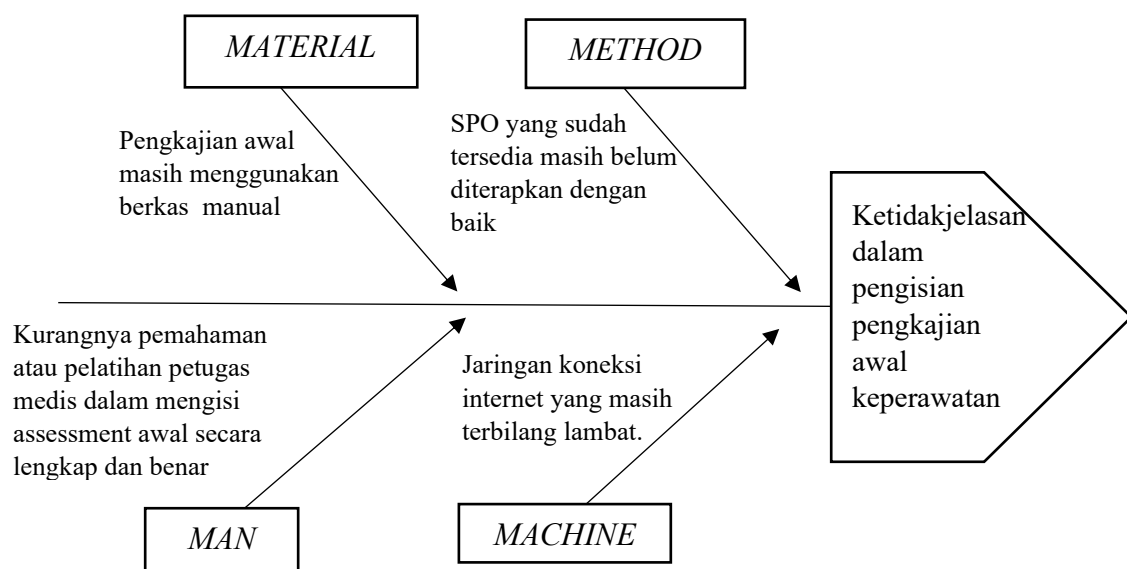 MATERIAL
METHOD
Pengkajian awal
masih menggunakan
berkas  manual
SPO yang sudah
tersedia masih belum
diterapkan dengan
baik
Ketidakjelasan
dalam
pengisian
pengkajian
awal
keperawatan
Kurangnya pemahaman
atau pelatihan petugas
medis dalam mengisi
assessment awal secara
lengkap dan benar
Jaringan koneksi
internet yang masih
terbilang lambat.
MAN
MACHINE